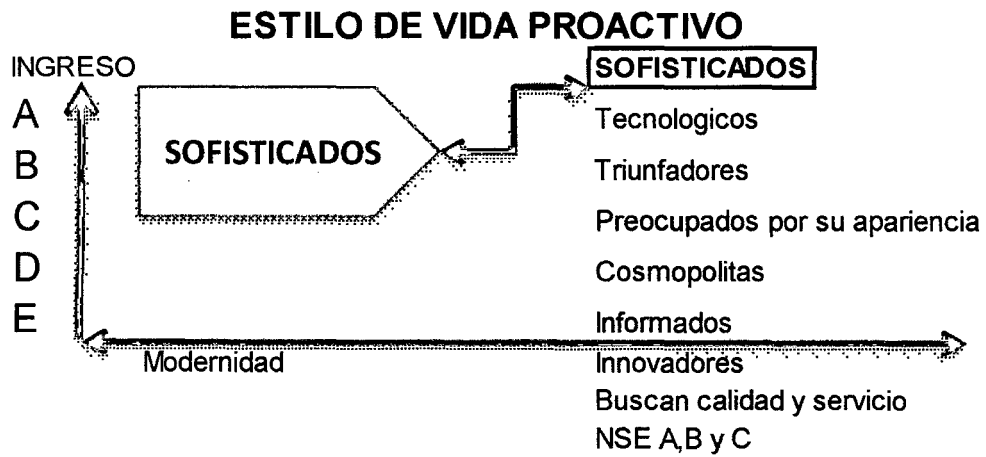 ESTILO DE VIDA PROACTIVO
INGRESO
A
B
C
D
E
SOFISTICADOS
Modernidad
SOFISTICADOS
Tecnologicos
Triunfadores
Preocupados por su apariencia
Cosmopolitas
Informados
Innovadores
Buscan calidad y servicio
NSE A,B y C